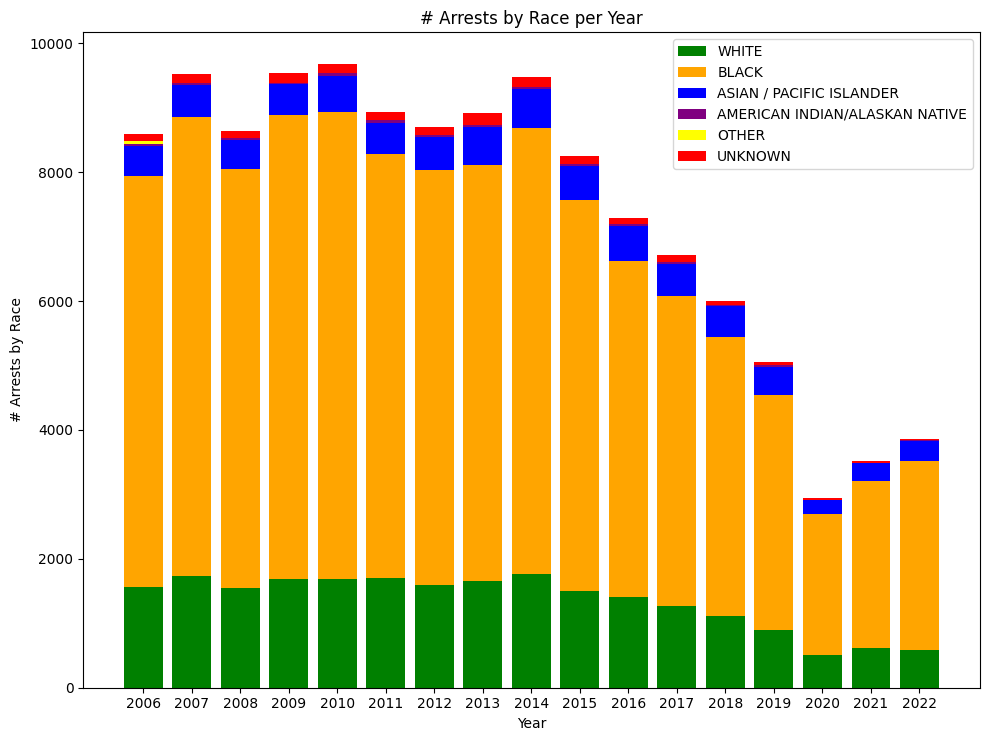 # Arrests by Race per Year
WHITE
BLACK
ASIAN / PACIFIC ISLANDER
AMERICAN INDIAN/ALASKAN NATIVE
OTHER
UNKNOWN
# Arrests by Race
10000
8000
6000
4000
2000
0
2006 2007 2008 2009 2010 2011 2012 2013 2014 2015 2016 2017 2018 2019 2020 2021 2022
Year